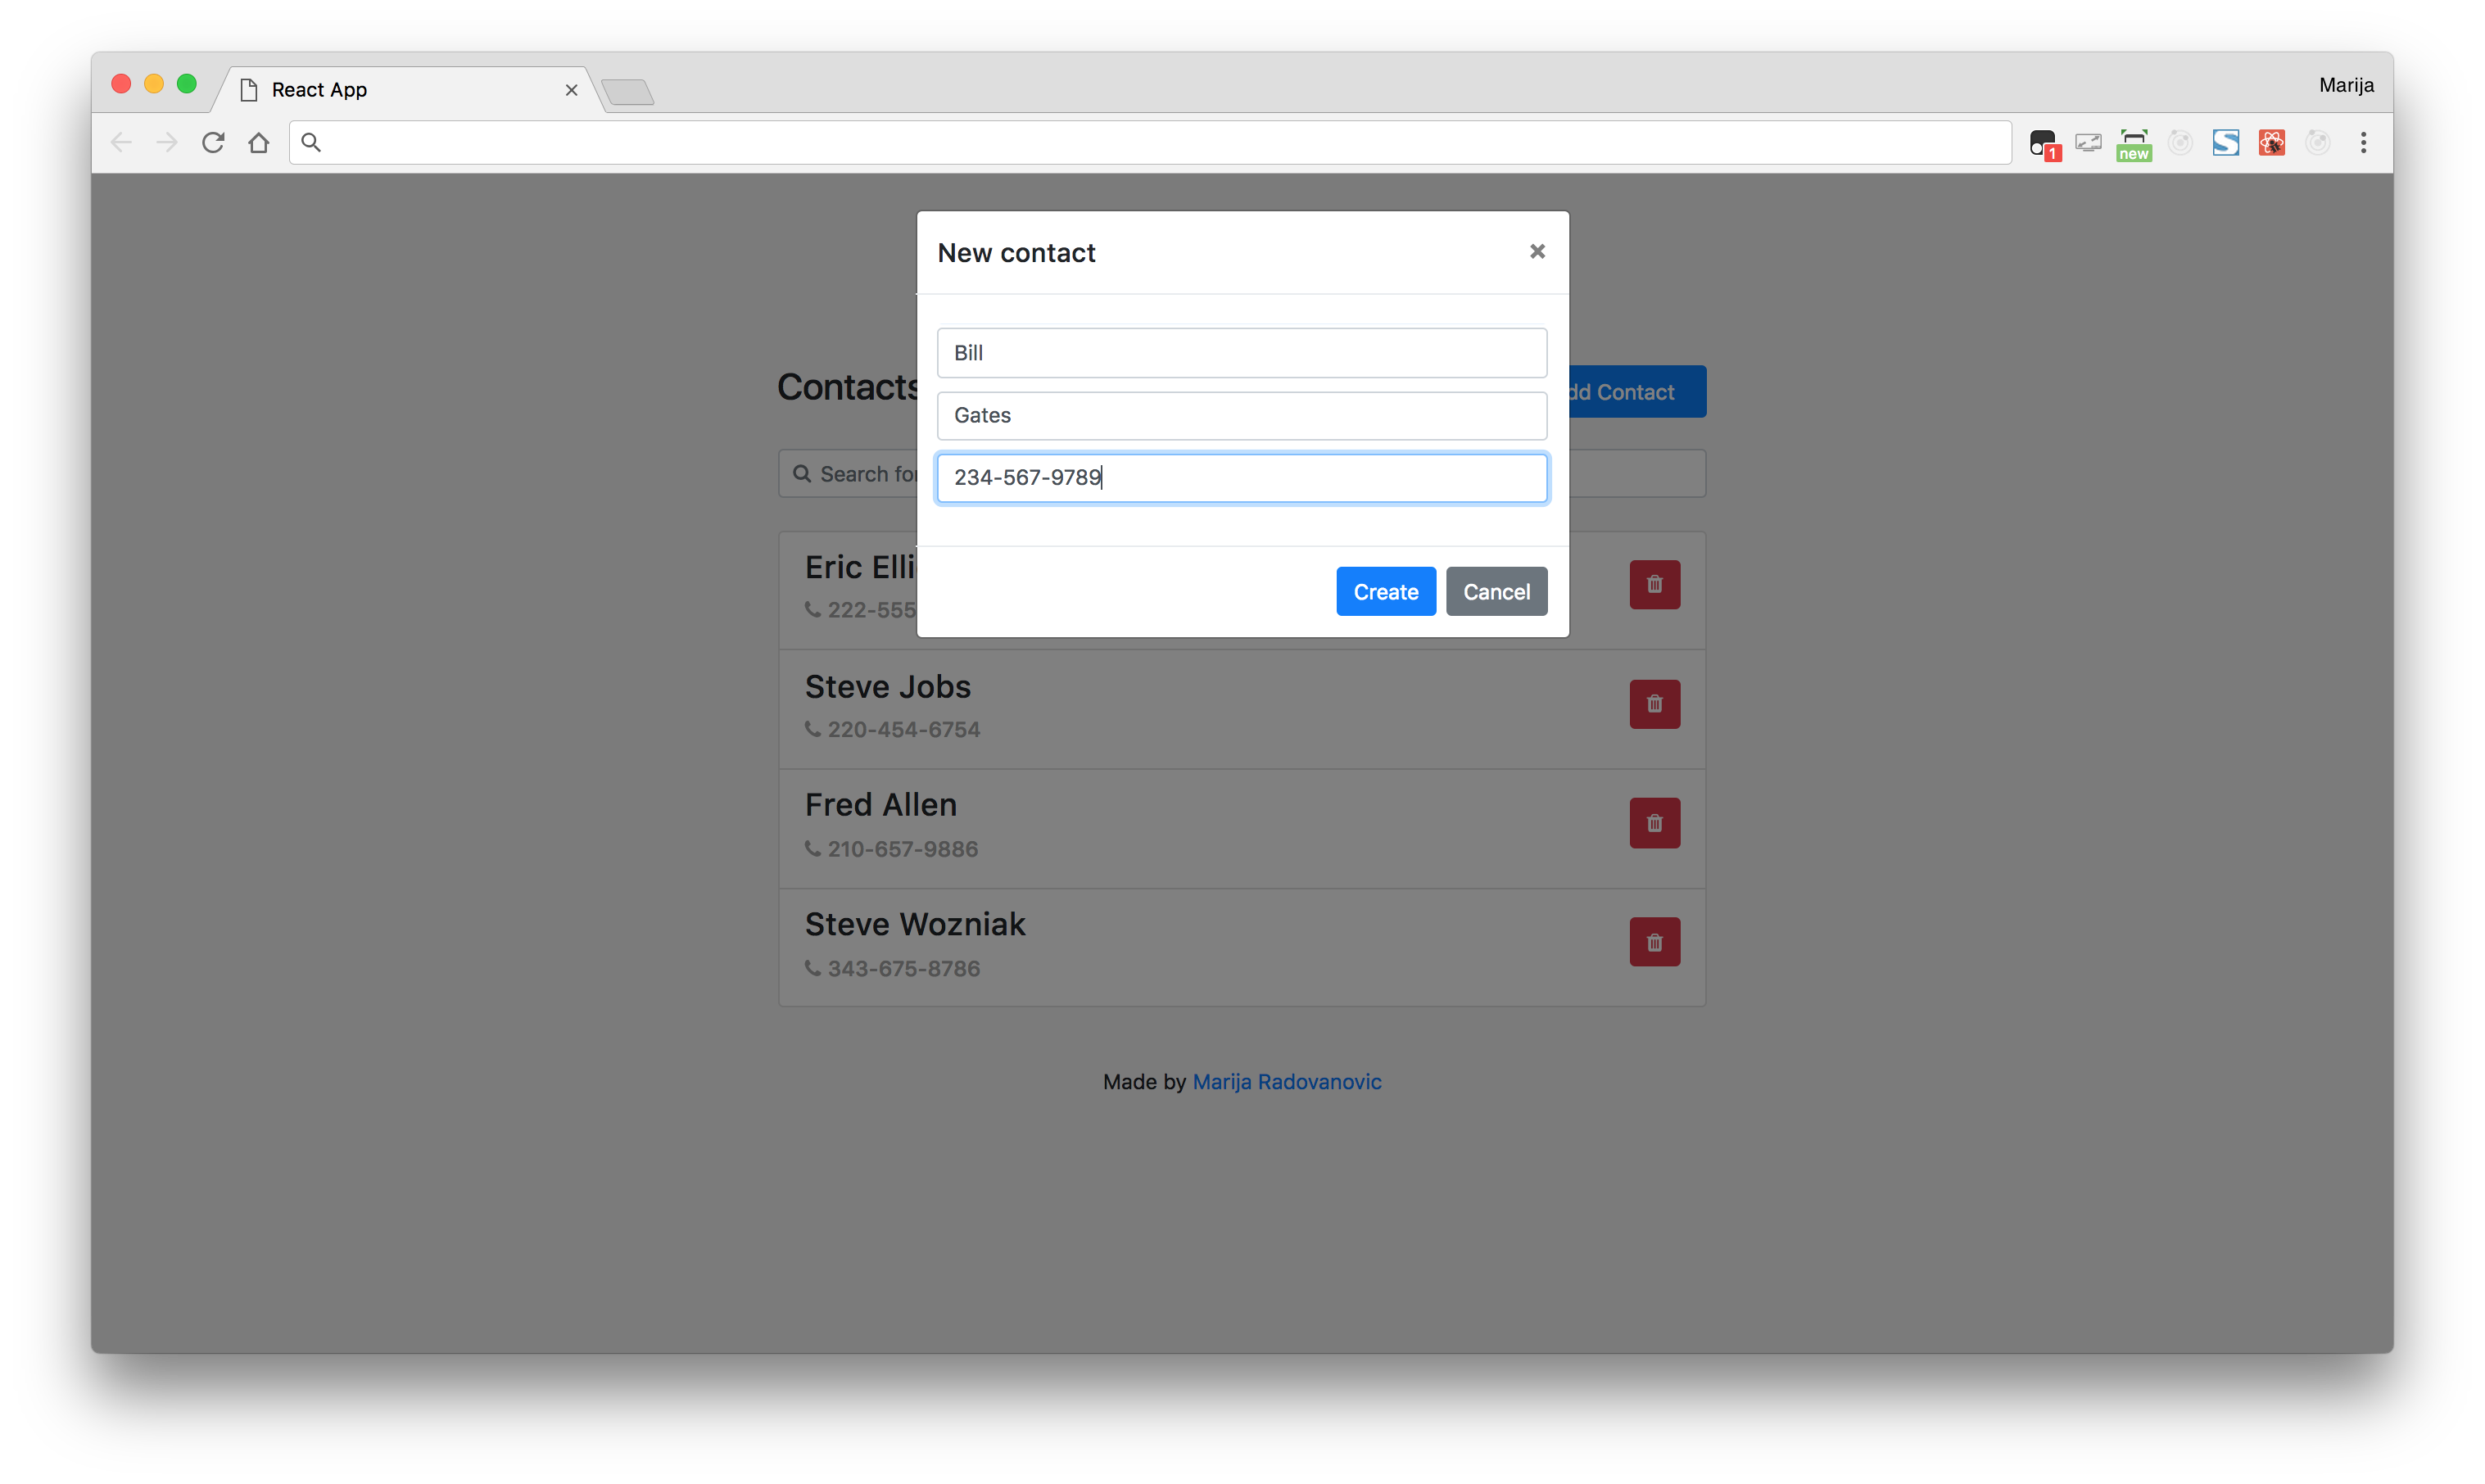 React App
Marija
1
new
New contact
Bill
Contacts
dd Contact
Gates
Search for
234-567-9789
Eric Elli
222-555
Create Cancel
Steve Jobs
220-454-6754
Fred Allen
210-657-9886
Steve Wozniak
343-675-8786
Made by Marija Radovanovic